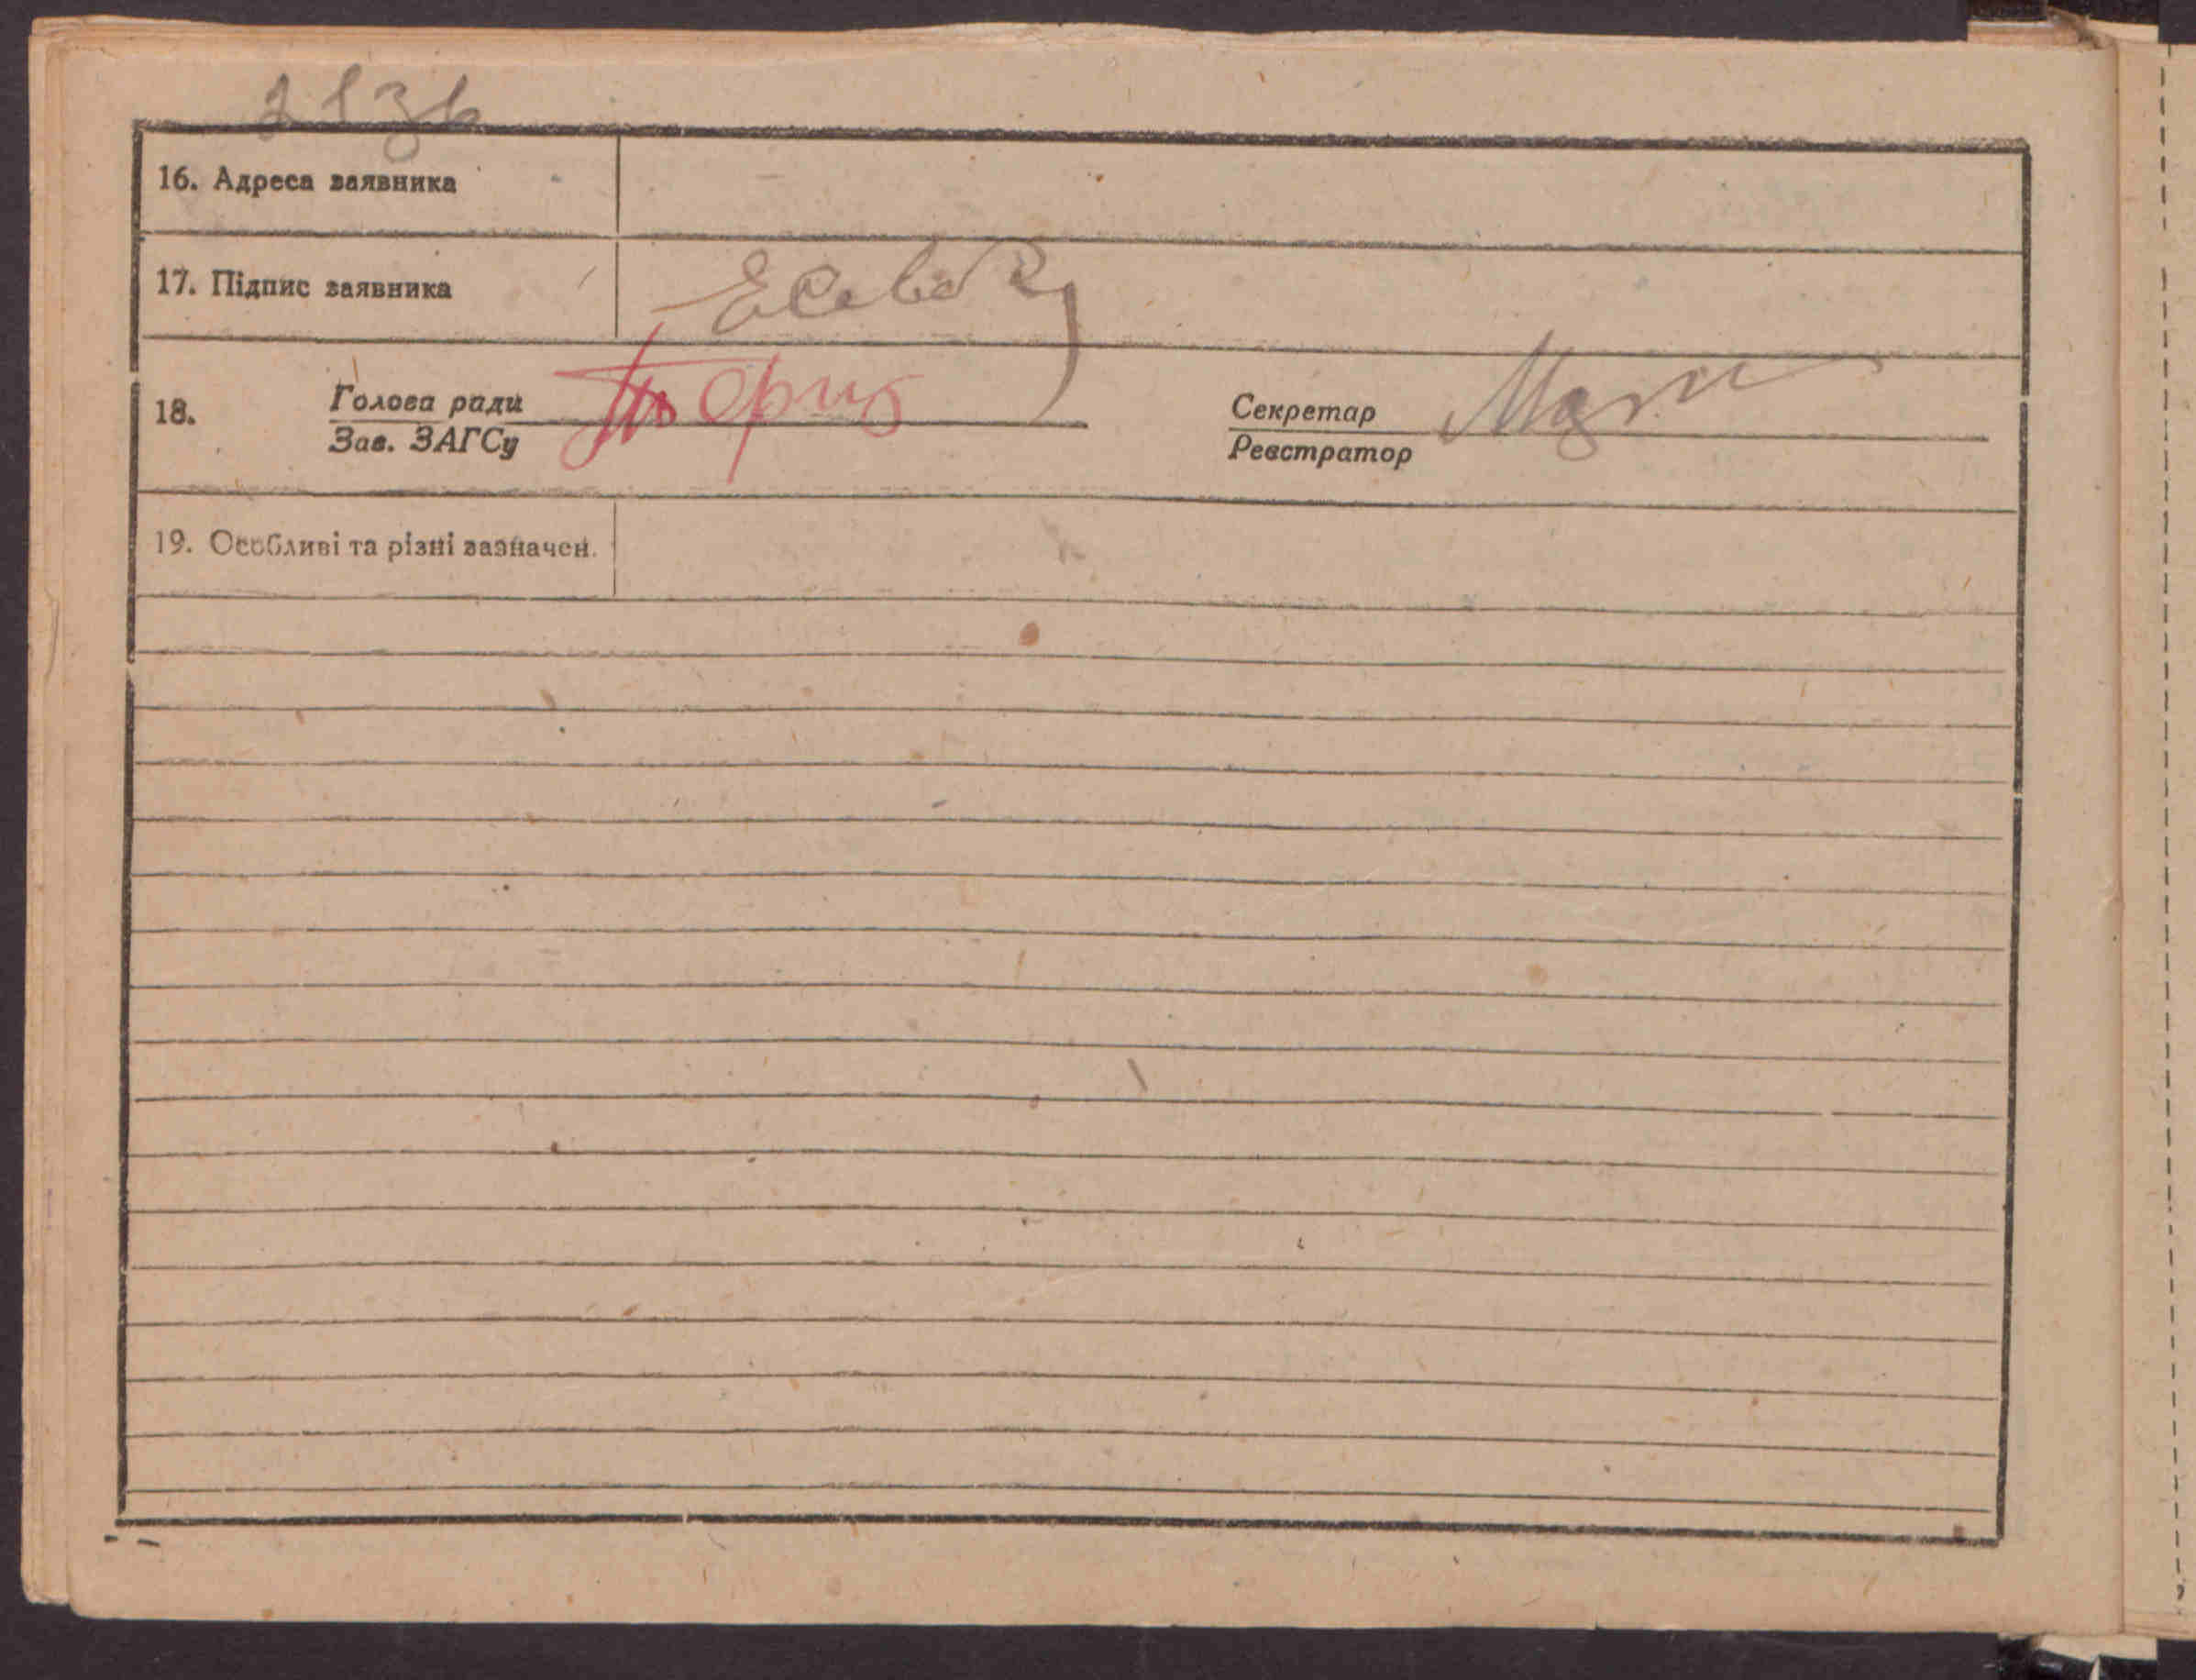 16. Адреса заявника
17. Підпис заявника
18. Голова ради
Зав. ЗАГСу
Секретар
Реєстратор
19. Особливі та різні зазначен.